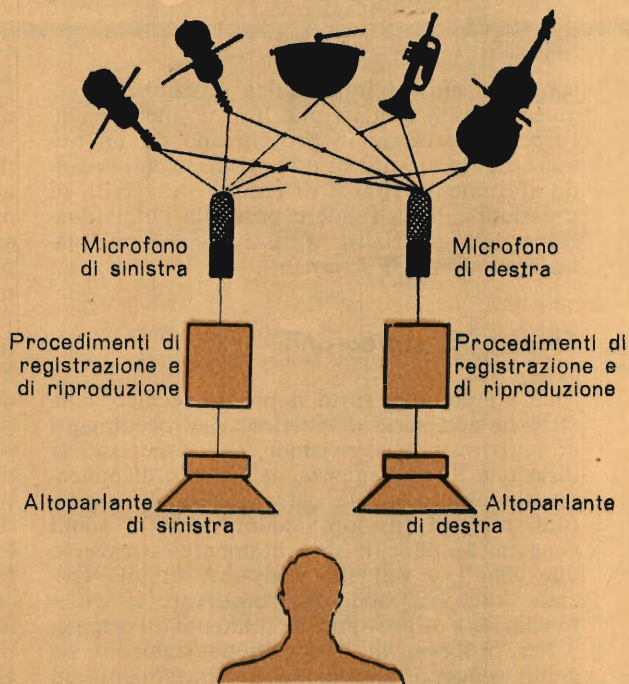 Microfono
di sinistra
Microfono
di destra
Procedimenti di
registrazione e
di riproduzione
Procedimenti di
registrazione e
di riproduzione
Altoparlante
di sinistra
Altoparlante
di destra